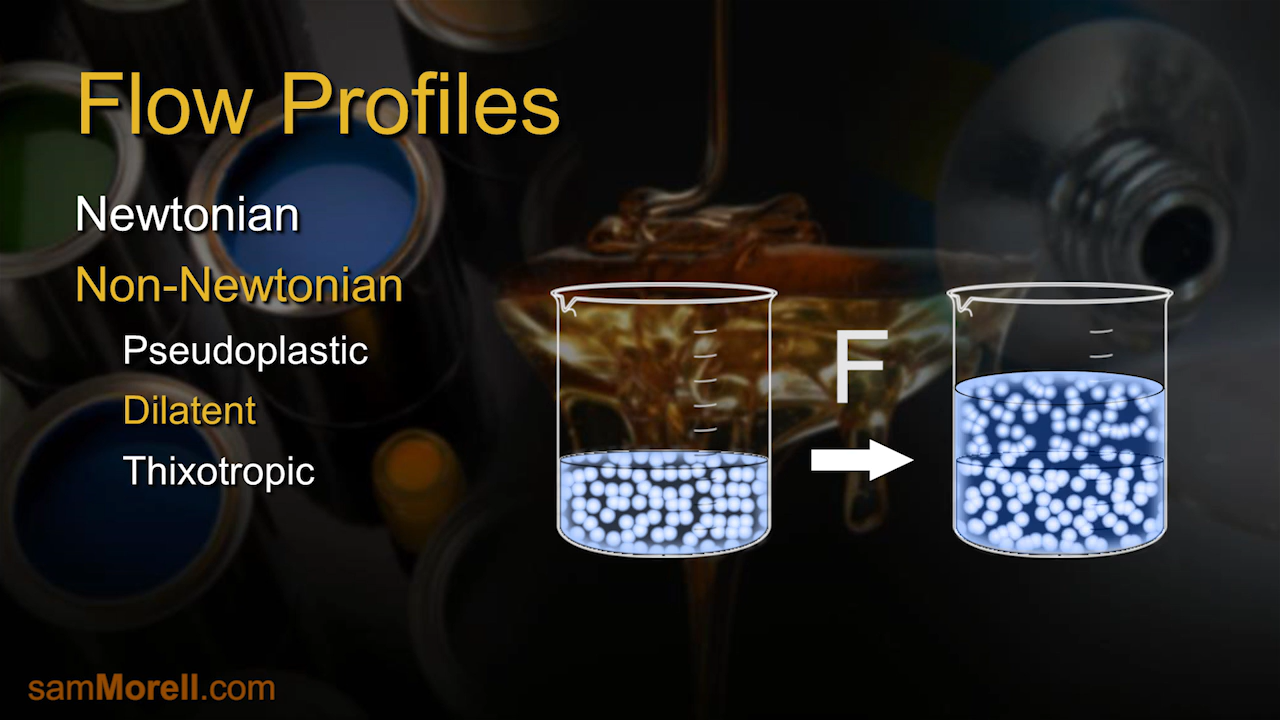 Flow Profiles
Newtonian
Non-Newtonian
Pseudoplastic
Dilatent
Thixotropic
F
samMorell.com